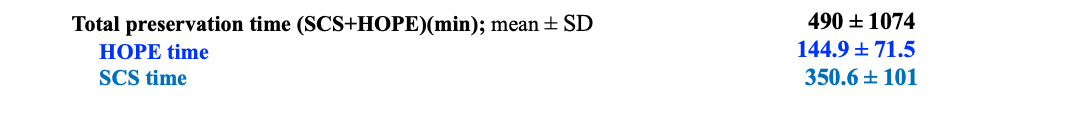 Total preservation time (SCS+HOPE)(min); mean ± SD 490 ± 1074
HOPE time 144.9 ± 71.5
SCS time 350.6 ± 101